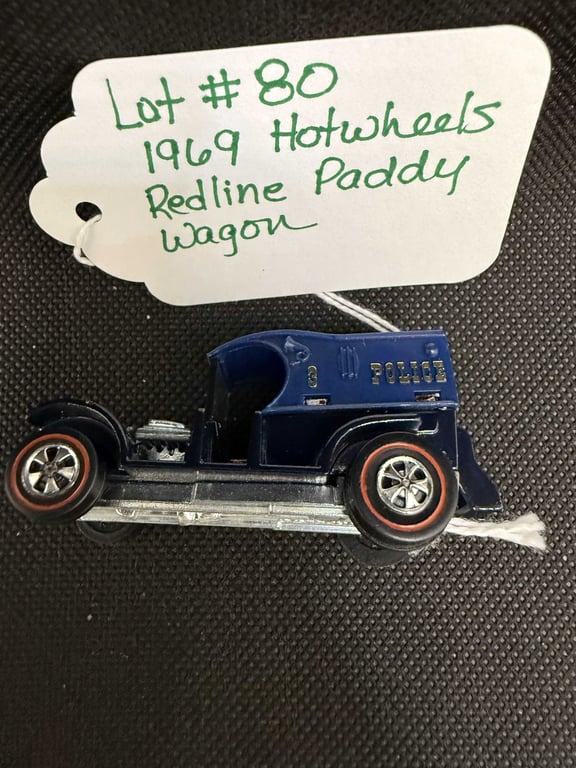 Lot # 80
1969 Hotwheels
Redline Paddy
Wagon
3 POLICE